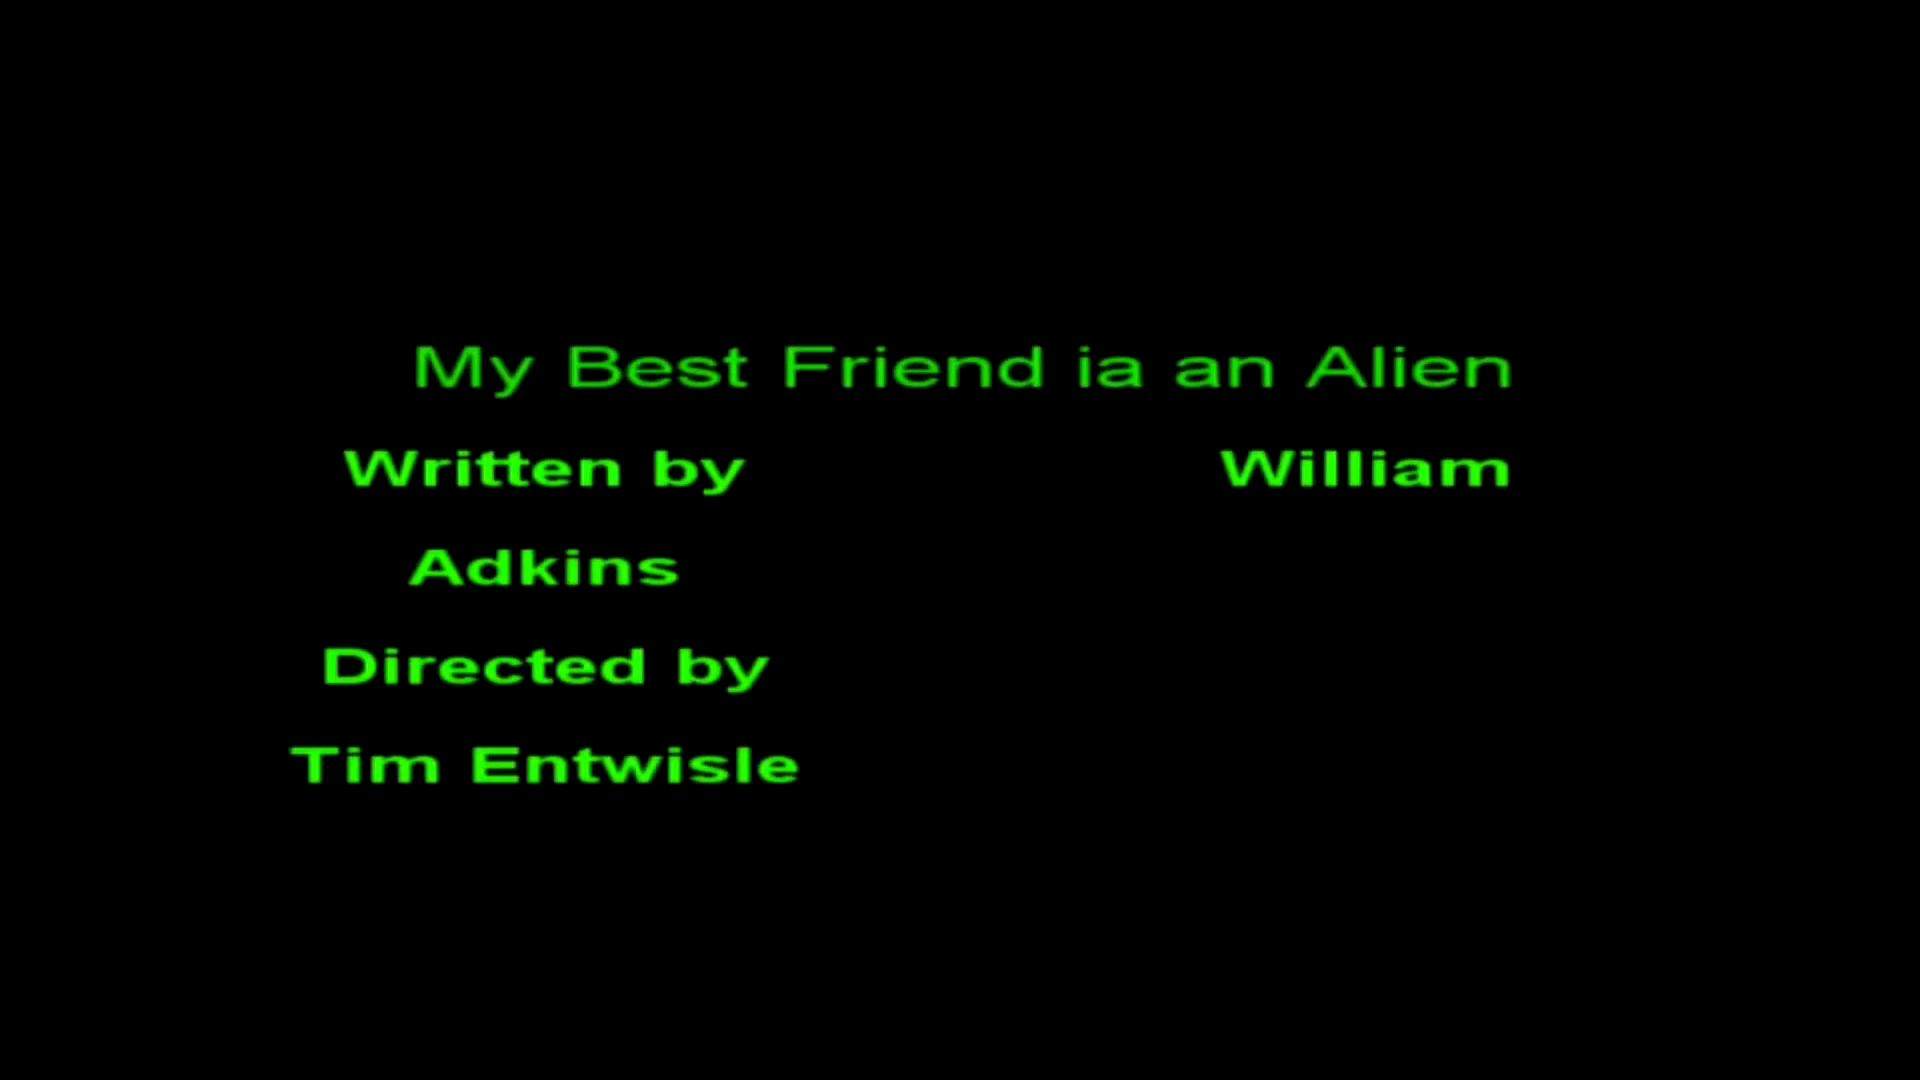 My Best Friend ia an Alien
Written by William
Adkins
Directed by
Tim Entwisle